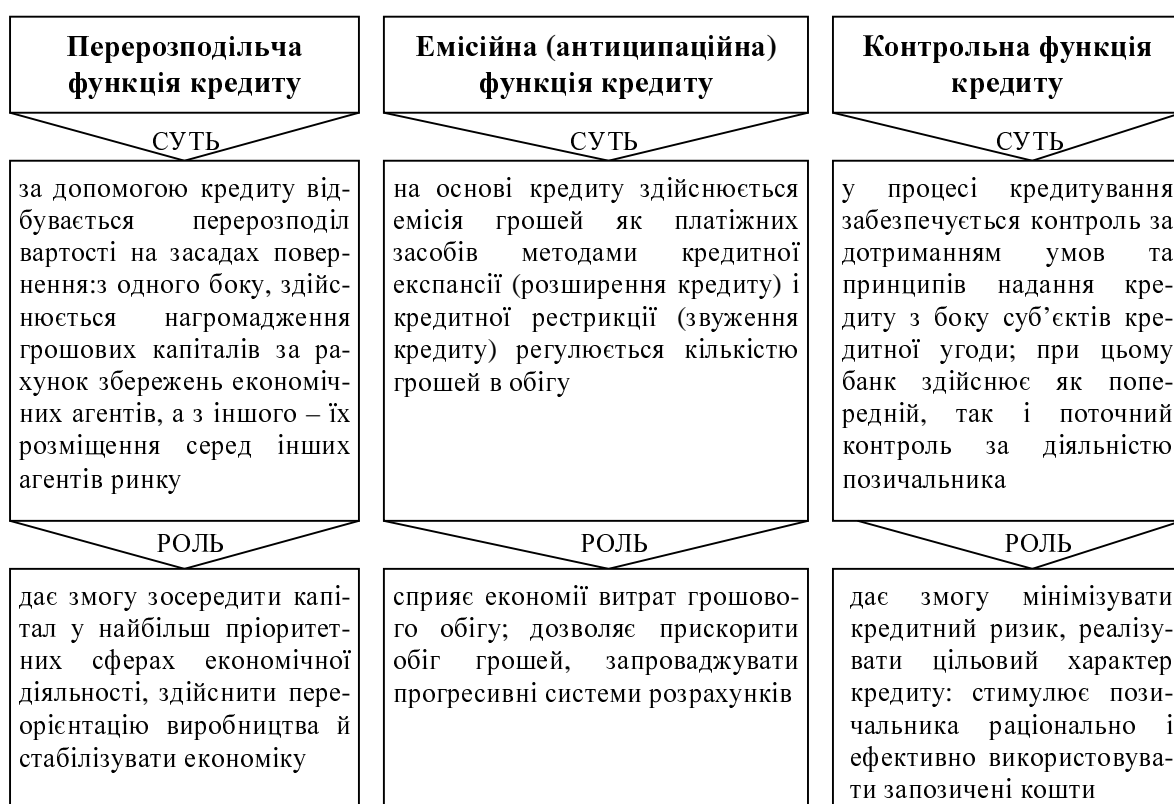 Перерозподільча
функція кредиту
СУТЬ
за допомогою кредиту від-
бувається перерозподіл
вартості на засадах повер-
нення:з одного боку, здійс-
нюється нагромадження
грошових капіталів за ра-
хунок збережень економіч-
них агентів, а з іншого – їх
розміщення серед інших
агентів ринку
РОЛЬ
дає змогу зосередити капі-
тал у найбільш пріоритет-
них сферах економічної
діяльності, здійснити пере-
орієнтацію виробництва й
стабілізувати економіку
Емісійна (антиципаційна)
функція кредиту
СУТЬ
на основі кредиту здійснюється
емісія грошей як платіжних
засобів методами кредитної
експансії (розширення кредиту) і
кредитної рестрикції (звуження
кредиту) регулюється кількістю
грошей в обігу
РОЛЬ
сприяє економії витрат грошово-
го обігу; дозволяє прискорити
обіг грошей, запроваджувати
прогресивні системи розрахунків
Контрольна функція
кредиту
СУТЬ
у процесі кредитування
забезпечується контроль за
дотриманням умов та
принципів надання кре-
диту з боку суб’єктів кре-
дитної угоди; при цьому
банк здійснює як попе-
редній, так і поточний
контроль за діяльністю
позичальника
РОЛЬ
дає змогу мінімізувати
кредитний ризик, реалізу-
вати цільовий характер
кредиту: стимулює пози-
чальника раціонально і
ефективно використовува-
ти запозичені кошти